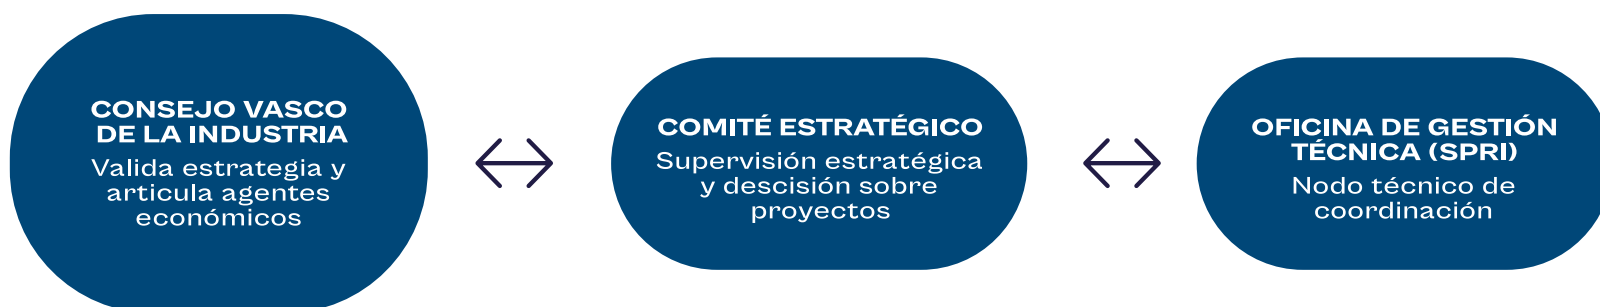 CONSEJO VASCO
DE LA INDUSTRIA
Valida estrategia y
articula agentes
económicos
COMITÉ ESTRATÉGICO
Supervisión estratégica
y descisión sobre
proyectos
OFICINA DE GESTIÓN
TÉCNICA (SPRI)
Nodo técnico de
coordinación